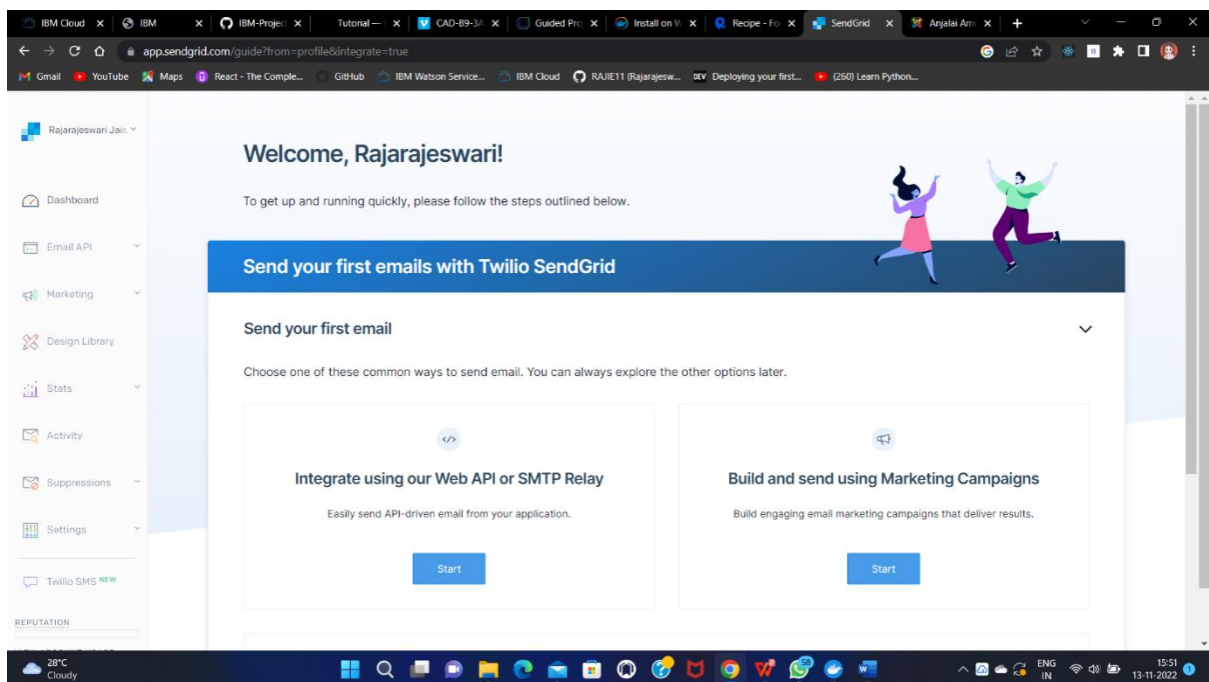 IBM Cloud
IBM
IBM-Projec
Tutorial —
CAD-B9-3A
Guided Pro
Install on W
Recipe - Fo
SendGrid
Anjalai Am
app.sendgrid.com/guide?from=profile&integrate=true
Gmail
YouTube
Maps
React - The Comple...
GitHub
IBM Watson Service...
IBM Cloud
RAJIE11 (Rajarajesw...
DEV Deploying your first...
(260) Learn Python...
Rajarajeswari Jais
Dashboard
Email API
Marketing
Design Library
Stats
Activity
Suppressions
Settings
Twilio SMS NEW
REPUTATION
Welcome, Rajarajeswari!
To get up and running quickly, please follow the steps outlined below.
Send your first emails with Twilio SendGrid
Send your first email
Choose one of these common ways to send email. You can always explore the other options later.
Integrate using our Web API or SMTP Relay
Easily send API-driven email from your application.
Start
Build and send using Marketing Campaigns
Build engaging email marketing campaigns that deliver results.
Start
28°C
Cloudy
58
ENG
IN
15:51
13-11-2022
1